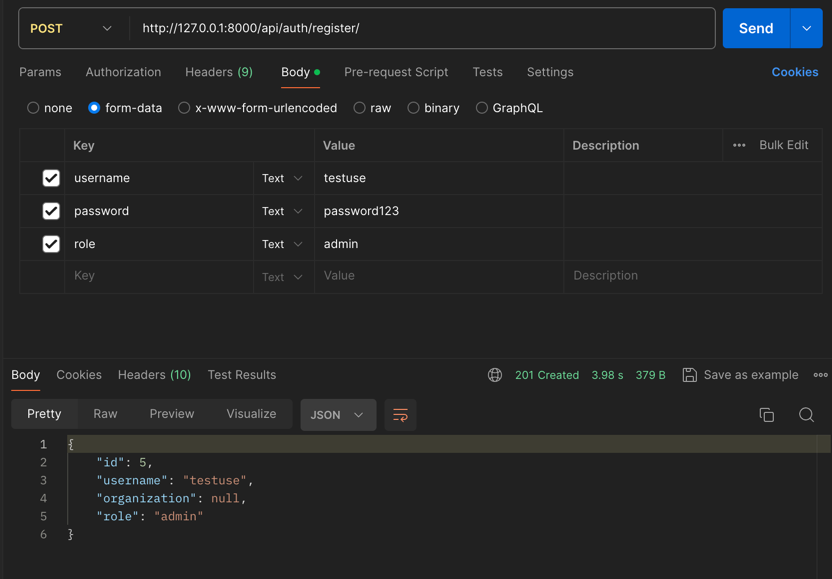 POST http://127.0.0.1:8000/api/auth/register/ Send
Params Authorization Headers (9) Body Pre-request Script Tests Settings Cookies
none form-data x-www-form-urlencoded raw binary GraphQL
Key Value Description Bulk Edit
username Text testuse
password Text password123
role Text admin
Key Text Value Description
Body Cookies Headers (10) Test Results 201 Created 3.98 s 379 B Save as example
Pretty Raw Preview Visualize JSON
1 {
2 "id": 5,
3 "username": "testuse",
4 "organization": null,
5 "role": "admin"
6 }